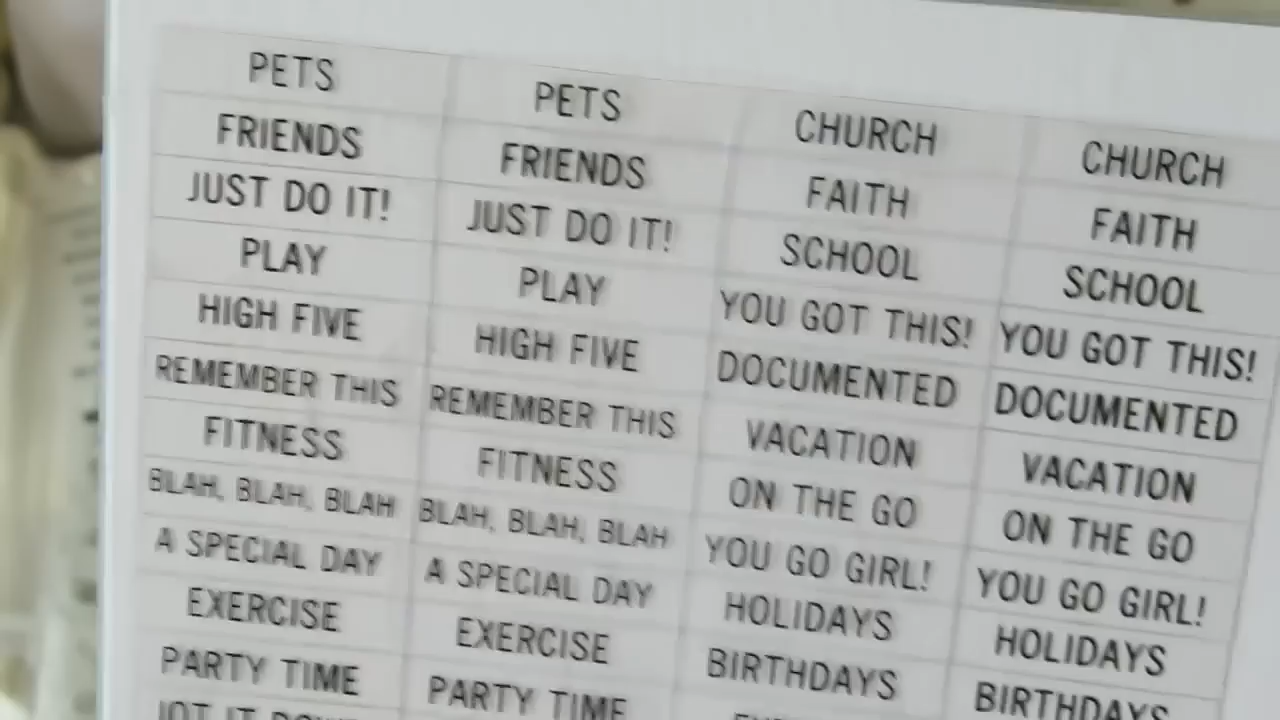 PETS PETS CHURCH CHURCH
FRIENDS FRIENDS FAITH FAITH
JUST DO IT! JUST DO IT! SCHOOL SCHOOL
PLAY PLAY YOU GOT THIS! YOU GOT THIS!
HIGH FIVE HIGH FIVE DOCUMENTED DOCUMENTED
REMEMBER THIS REMEMBER THIS VACATION VACATION
FITNESS FITNESS ON THE GO ON THE GO
BLAH, BLAH, BLAH BLAH, BLAH, BLAH YOU GO GIRL! YOU GO GIRL!
A SPECIAL DAY A SPECIAL DAY HOLIDAYS HOLIDAYS
EXERCISE EXERCISE BIRTHDAYS BIRTHDAYS
PARTY TIME PARTY TIME
JOT IT